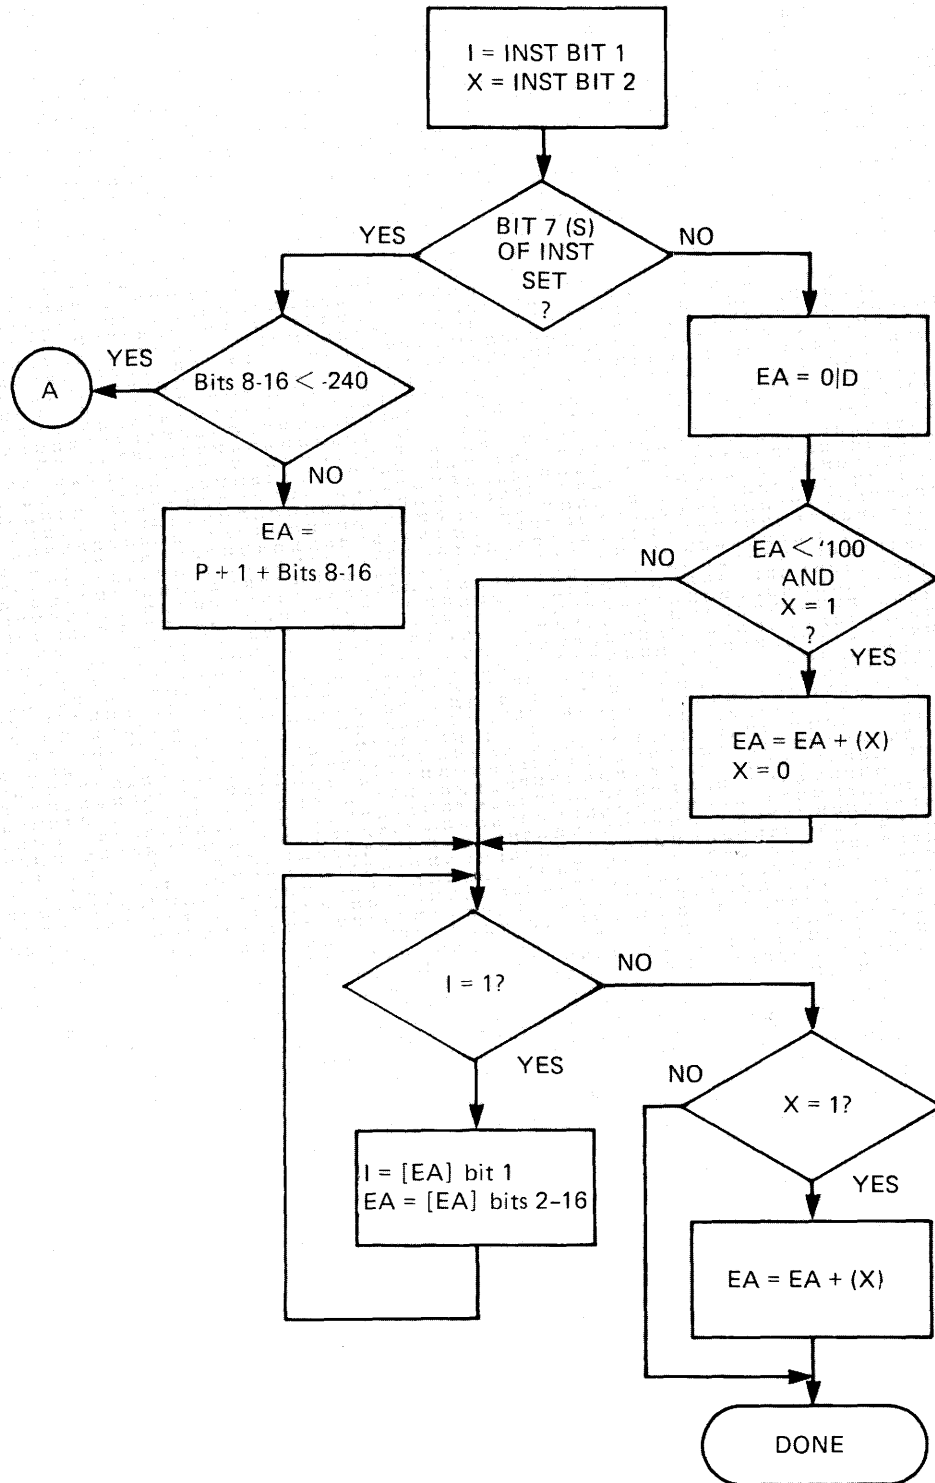 I = INST BIT 1
X = INST BIT 2
BIT 7 (S)
OF INST
SET
?
YES
NO
Bits 8-16 < -240
YES
A
NO
EA =
P + 1 + Bits 8-16
EA = 0|D
EA < '100
AND
X = 1
?
NO
YES
EA = EA + (X)
X = 0
I = 1?
NO
YES
I = [EA] bit 1
EA = [EA] bits 2-16
X = 1?
NO
YES
EA = EA + (X)
DONE